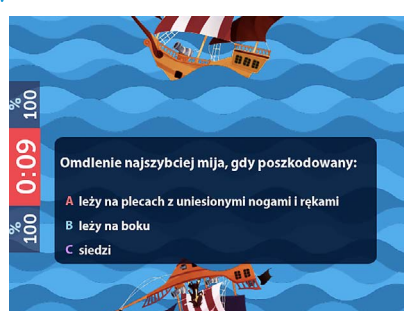 100 %
0:09
100 %
Omdlenie najszybciej mija, gdy poszkodowany:
A leży na plecach z uniesionymi nogami i rękami
B leży na boku
C siedzi